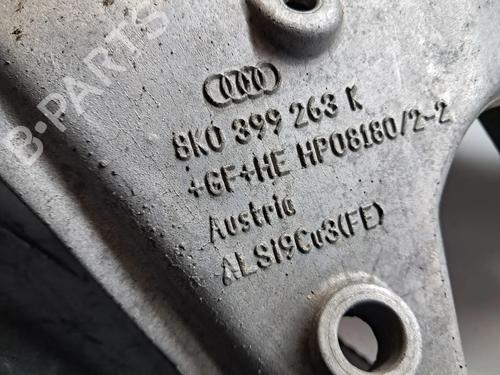 B-PARTS
8K0 399 263 K
+GF+HE HP08180/2-2
Austria
ALSI9Cu3(FE)